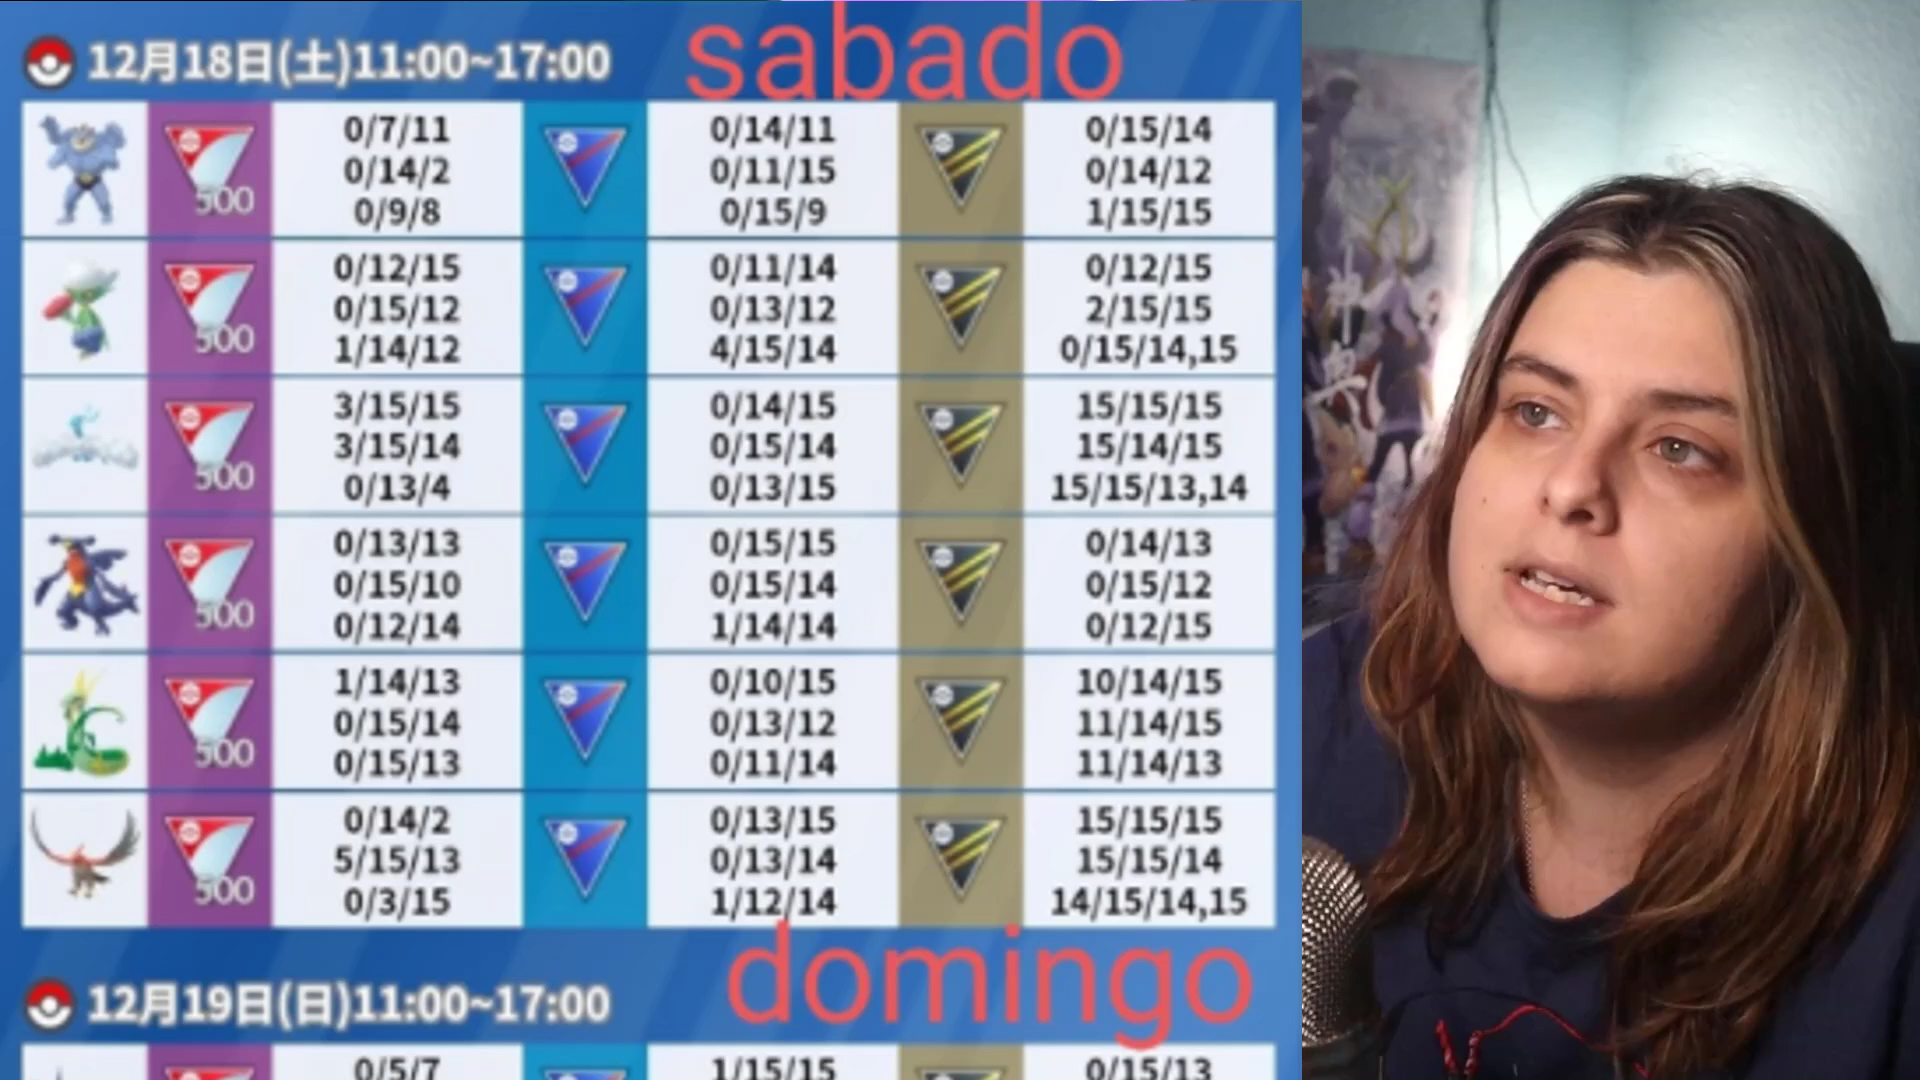 12月18日(土)11:00~17:00 sabado
500 0/7/11 0/14/11 0/15/14
0/14/2 0/11/15 0/14/12
0/9/8 0/15/9 1/15/15
500 0/12/15 0/11/14 0/12/15
0/15/12 0/13/12 2/15/15
1/14/12 4/15/14 0/15/14,15
500 3/15/15 0/14/15 15/15/15
3/15/14 0/15/14 15/14/15
0/13/4 0/13/15 15/15/13,14
500 0/13/13 0/15/15 0/14/13
0/15/10 0/15/14 0/15/12
0/12/14 1/14/14 0/12/15
500 1/14/13 0/10/15 10/14/15
0/15/14 0/13/12 11/14/15
0/15/13 0/11/14 11/14/13
500 0/14/2 0/13/15 15/15/15
5/15/13 0/13/14 15/15/14
0/3/15 1/12/14 14/15/14,15
12月19日(日)11:00~17:00 domingo
0/5/7 1/15/15 0/15/13